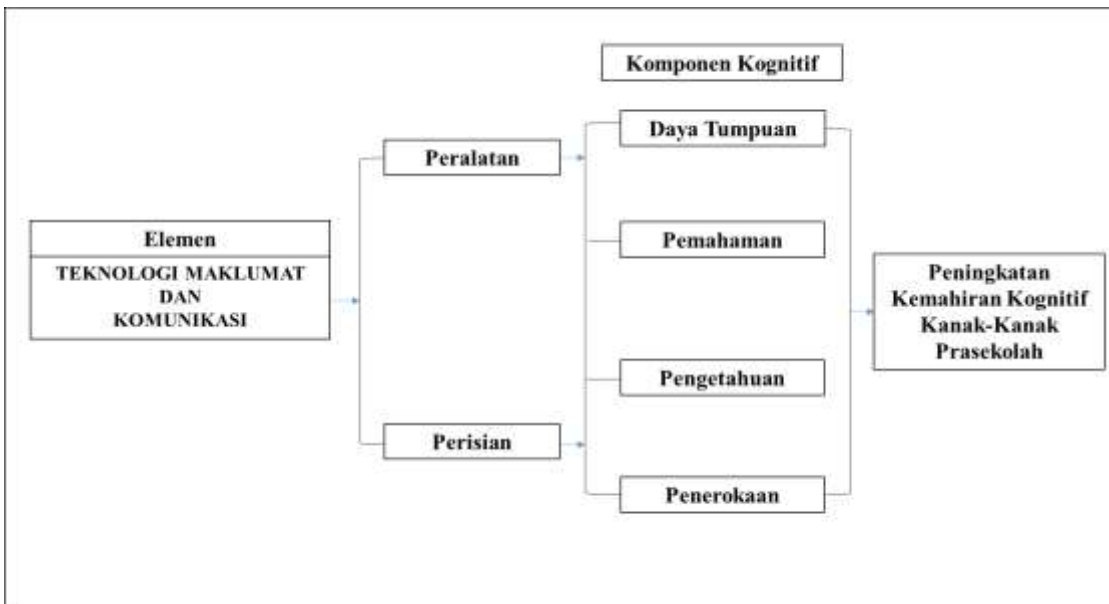 Komponen Kognitif
Daya Tumpuan
Peralatan
Elemen
Pemahaman
TEKNOLOGI MAKLUMAT
DAN
KOMUNIKASI
Peningkatan
Kemahiran Kognitif
Kanak-Kanak
Prasekolah
Pengetahuan
Perisian
Penerokaan